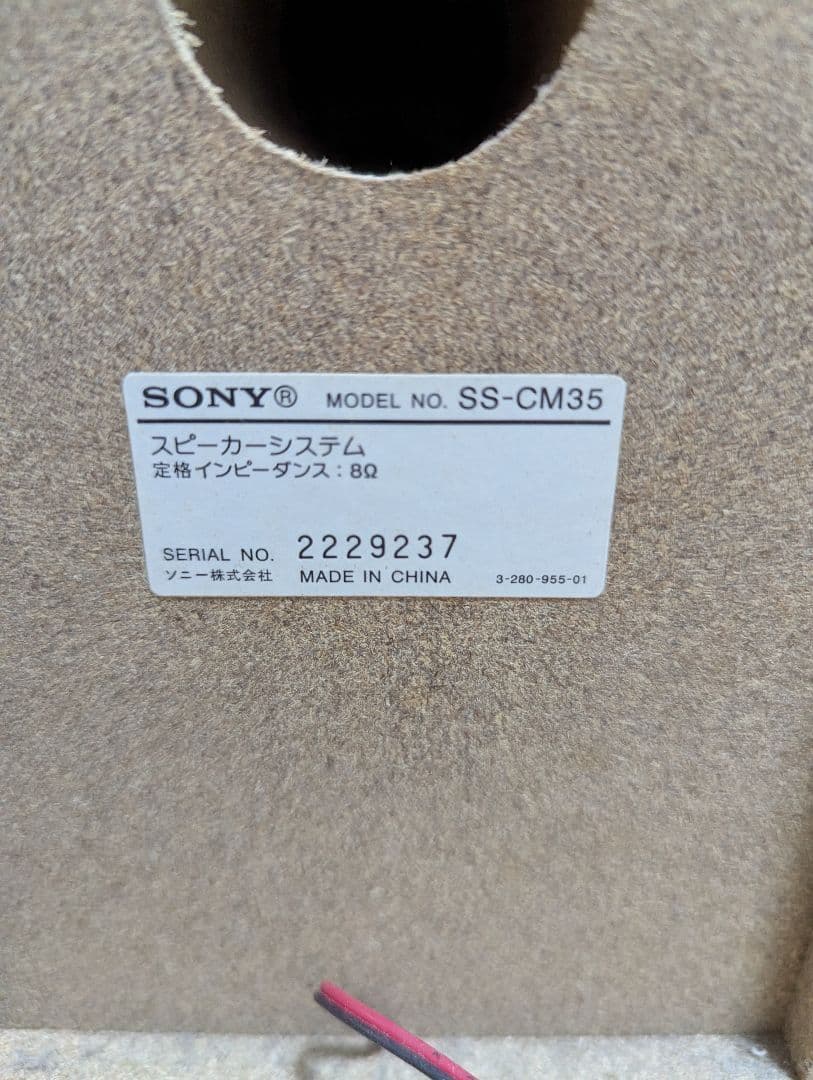 SONY® MODEL NO. SS-CM35
スピーカーシステム
定格インピーダンス：8Ω
SERIAL NO. 2229237
ソニー株式会社 MADE IN CHINA 3-280-955-01